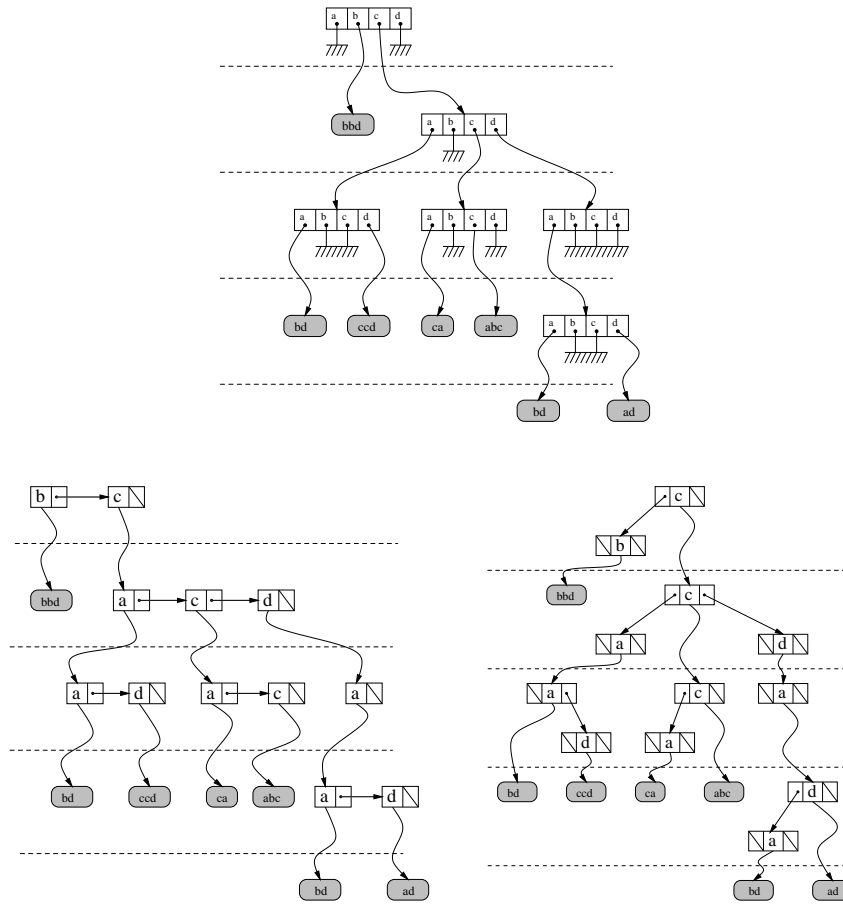 a b c d
bbd
a b c d
a b c d a b c d a b c d
bd ccd ca abc a b c d
bd ad
b c
bbd
a c d
a d a c a
bd ccd ca abc a d
bd ad
c
b
bbd
c
a d
a c a
d a
bd ccd ca abc d
a
bd ad